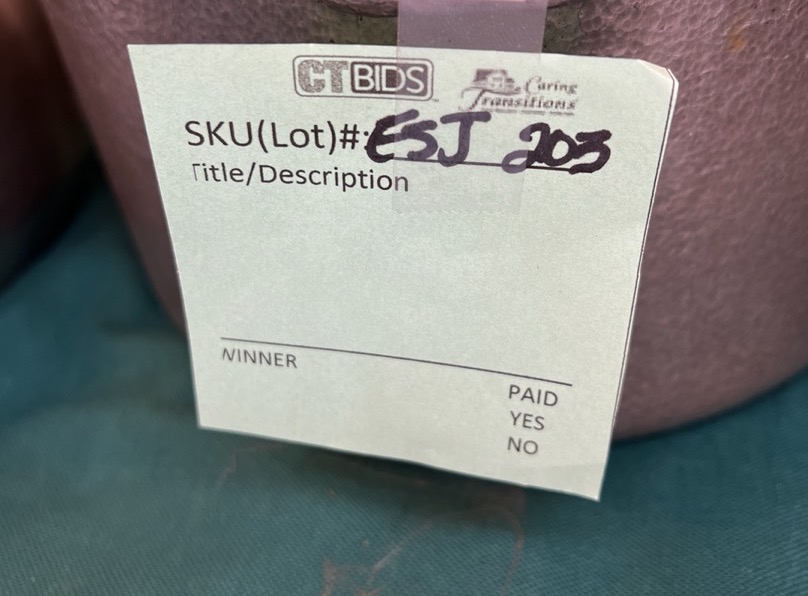 CTBIDS
Caring
Transitions
SKU(Lot)#: ESJ 203
Title/Description
WINNER
PAID
YES
NO